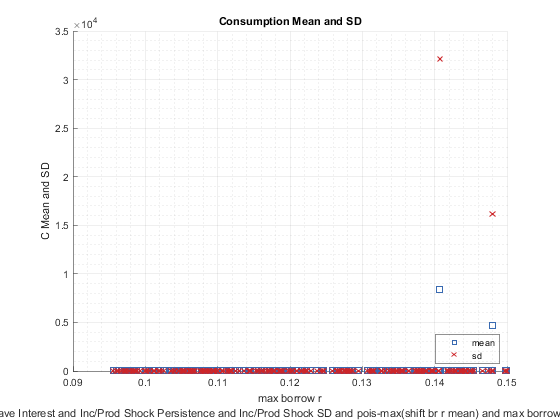 Consumption Mean and SD
×10^4
3.5
3
2.5
2
1.5
1
0.5
0
C Mean and SD
mean
sd
0.09 0.1 0.11 0.12 0.13 0.14 0.15
max borrow r
ave Interest and Inc/Prod Shock Persistence and Inc/Prod Shock SD and pois-max(shift br r mean) and max borrow